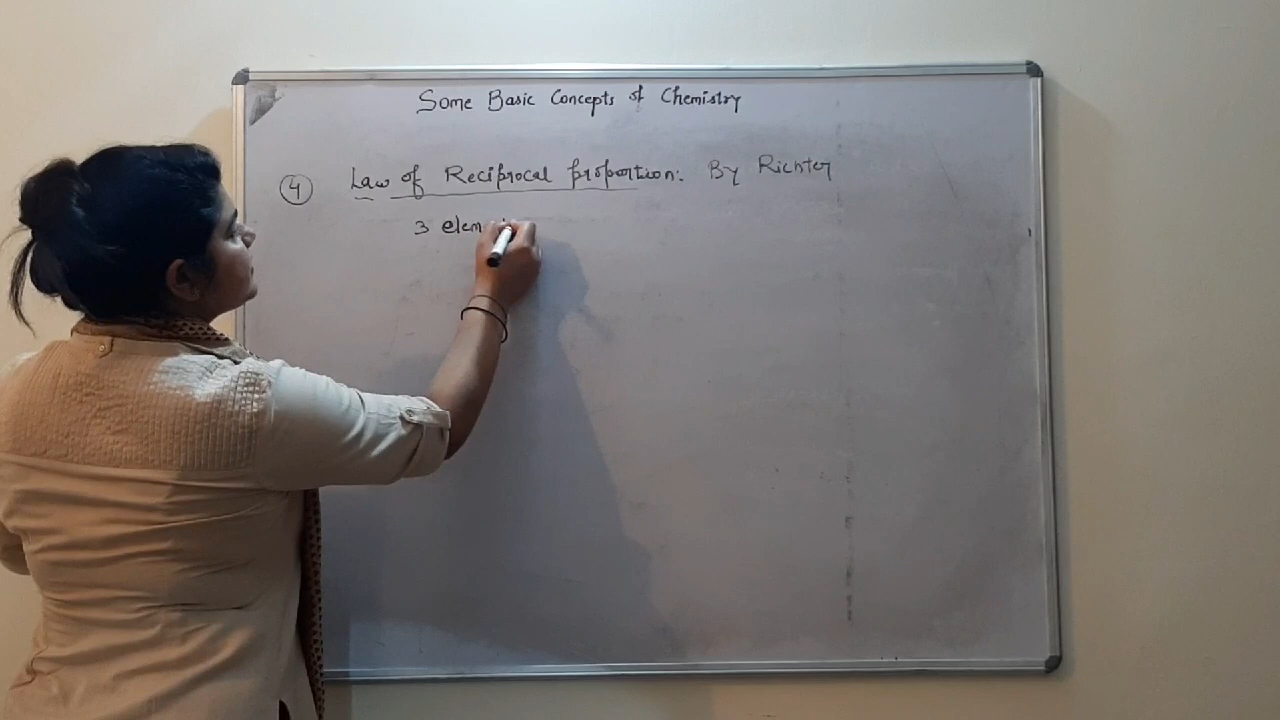 Some Basic Concepts of Chemistry
4 Law of Reciprocal proportion: By Richter
3 elem